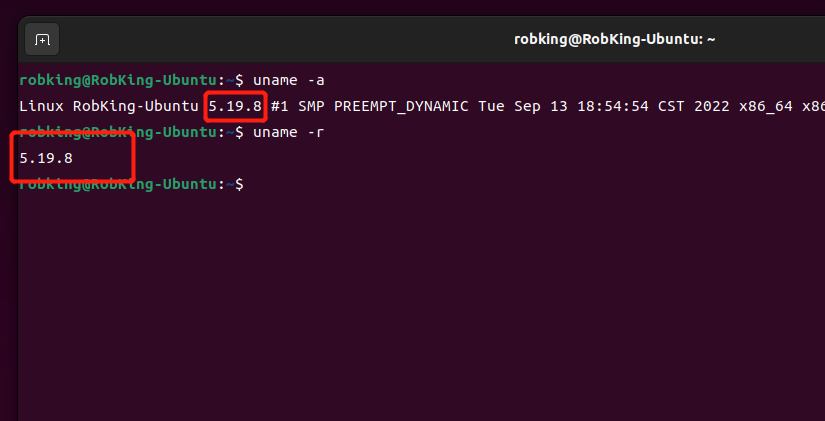 robking@RobKing-Ubuntu: ~
robking@RobKing-Ubuntu:~$ uname -a
Linux RobKing-Ubuntu 5.19.8 #1 SMP PREEMPT_DYNAMIC Tue Sep 13 18:54:54 CST 2022 x86_64 x86
robking@RobKing-Ubuntu:~$ uname -r
5.19.8
robking@RobKing-Ubuntu:~$